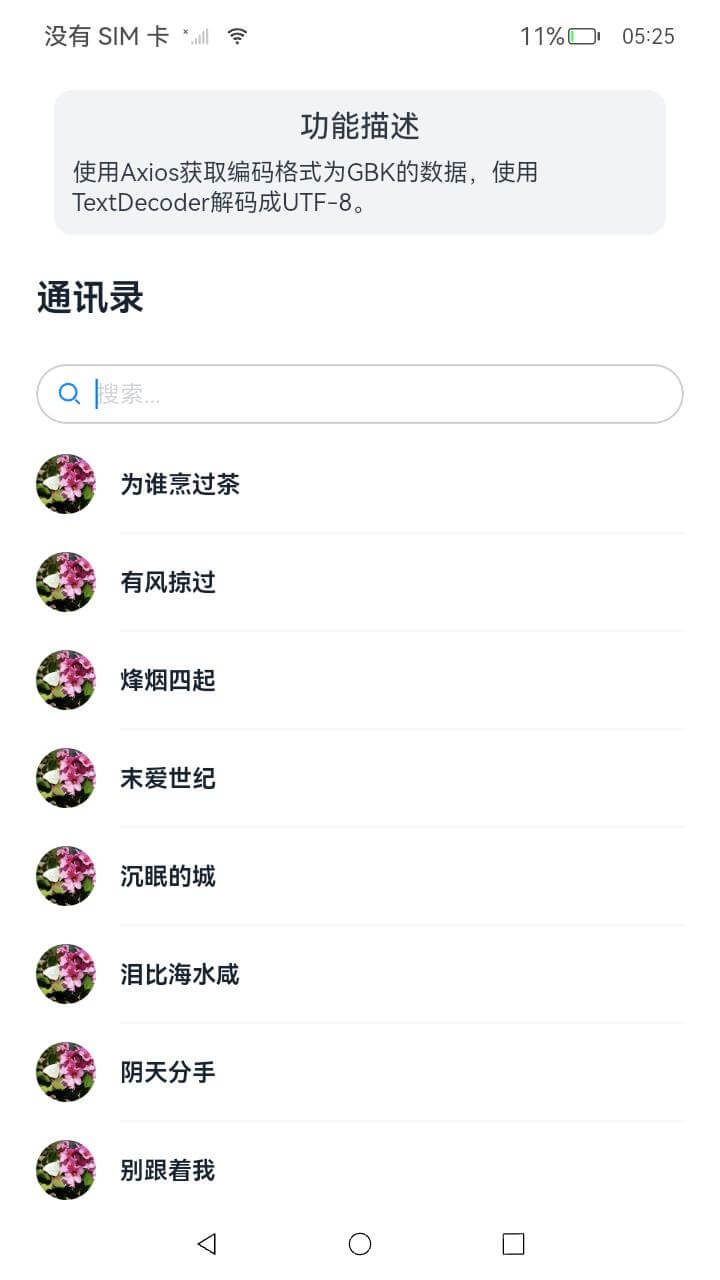 没有 SIM 卡
11%
05:25
功能描述
使用Axios获取编码格式为GBK的数据，使用
TextDecoder解码成UTF-8。
通讯录
搜索...
为谁烹过茶
有风掠过
烽烟四起
末爱世纪
沉眠的城
泪比海水咸
阴天分手
别跟着我